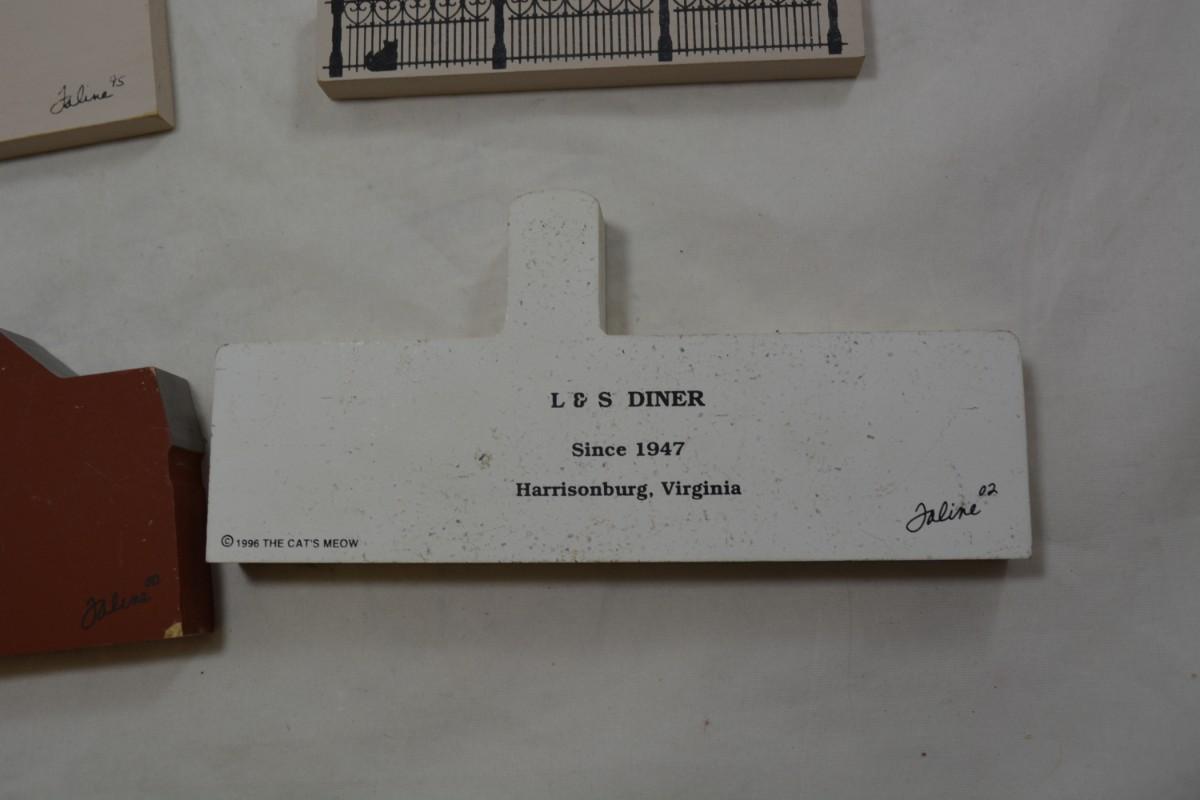 Faline 95
L & S DINER
Since 1947
Harrisonburg, Virginia
Faline 02
© 1996 THE CAT'S MEOW
Faline 00